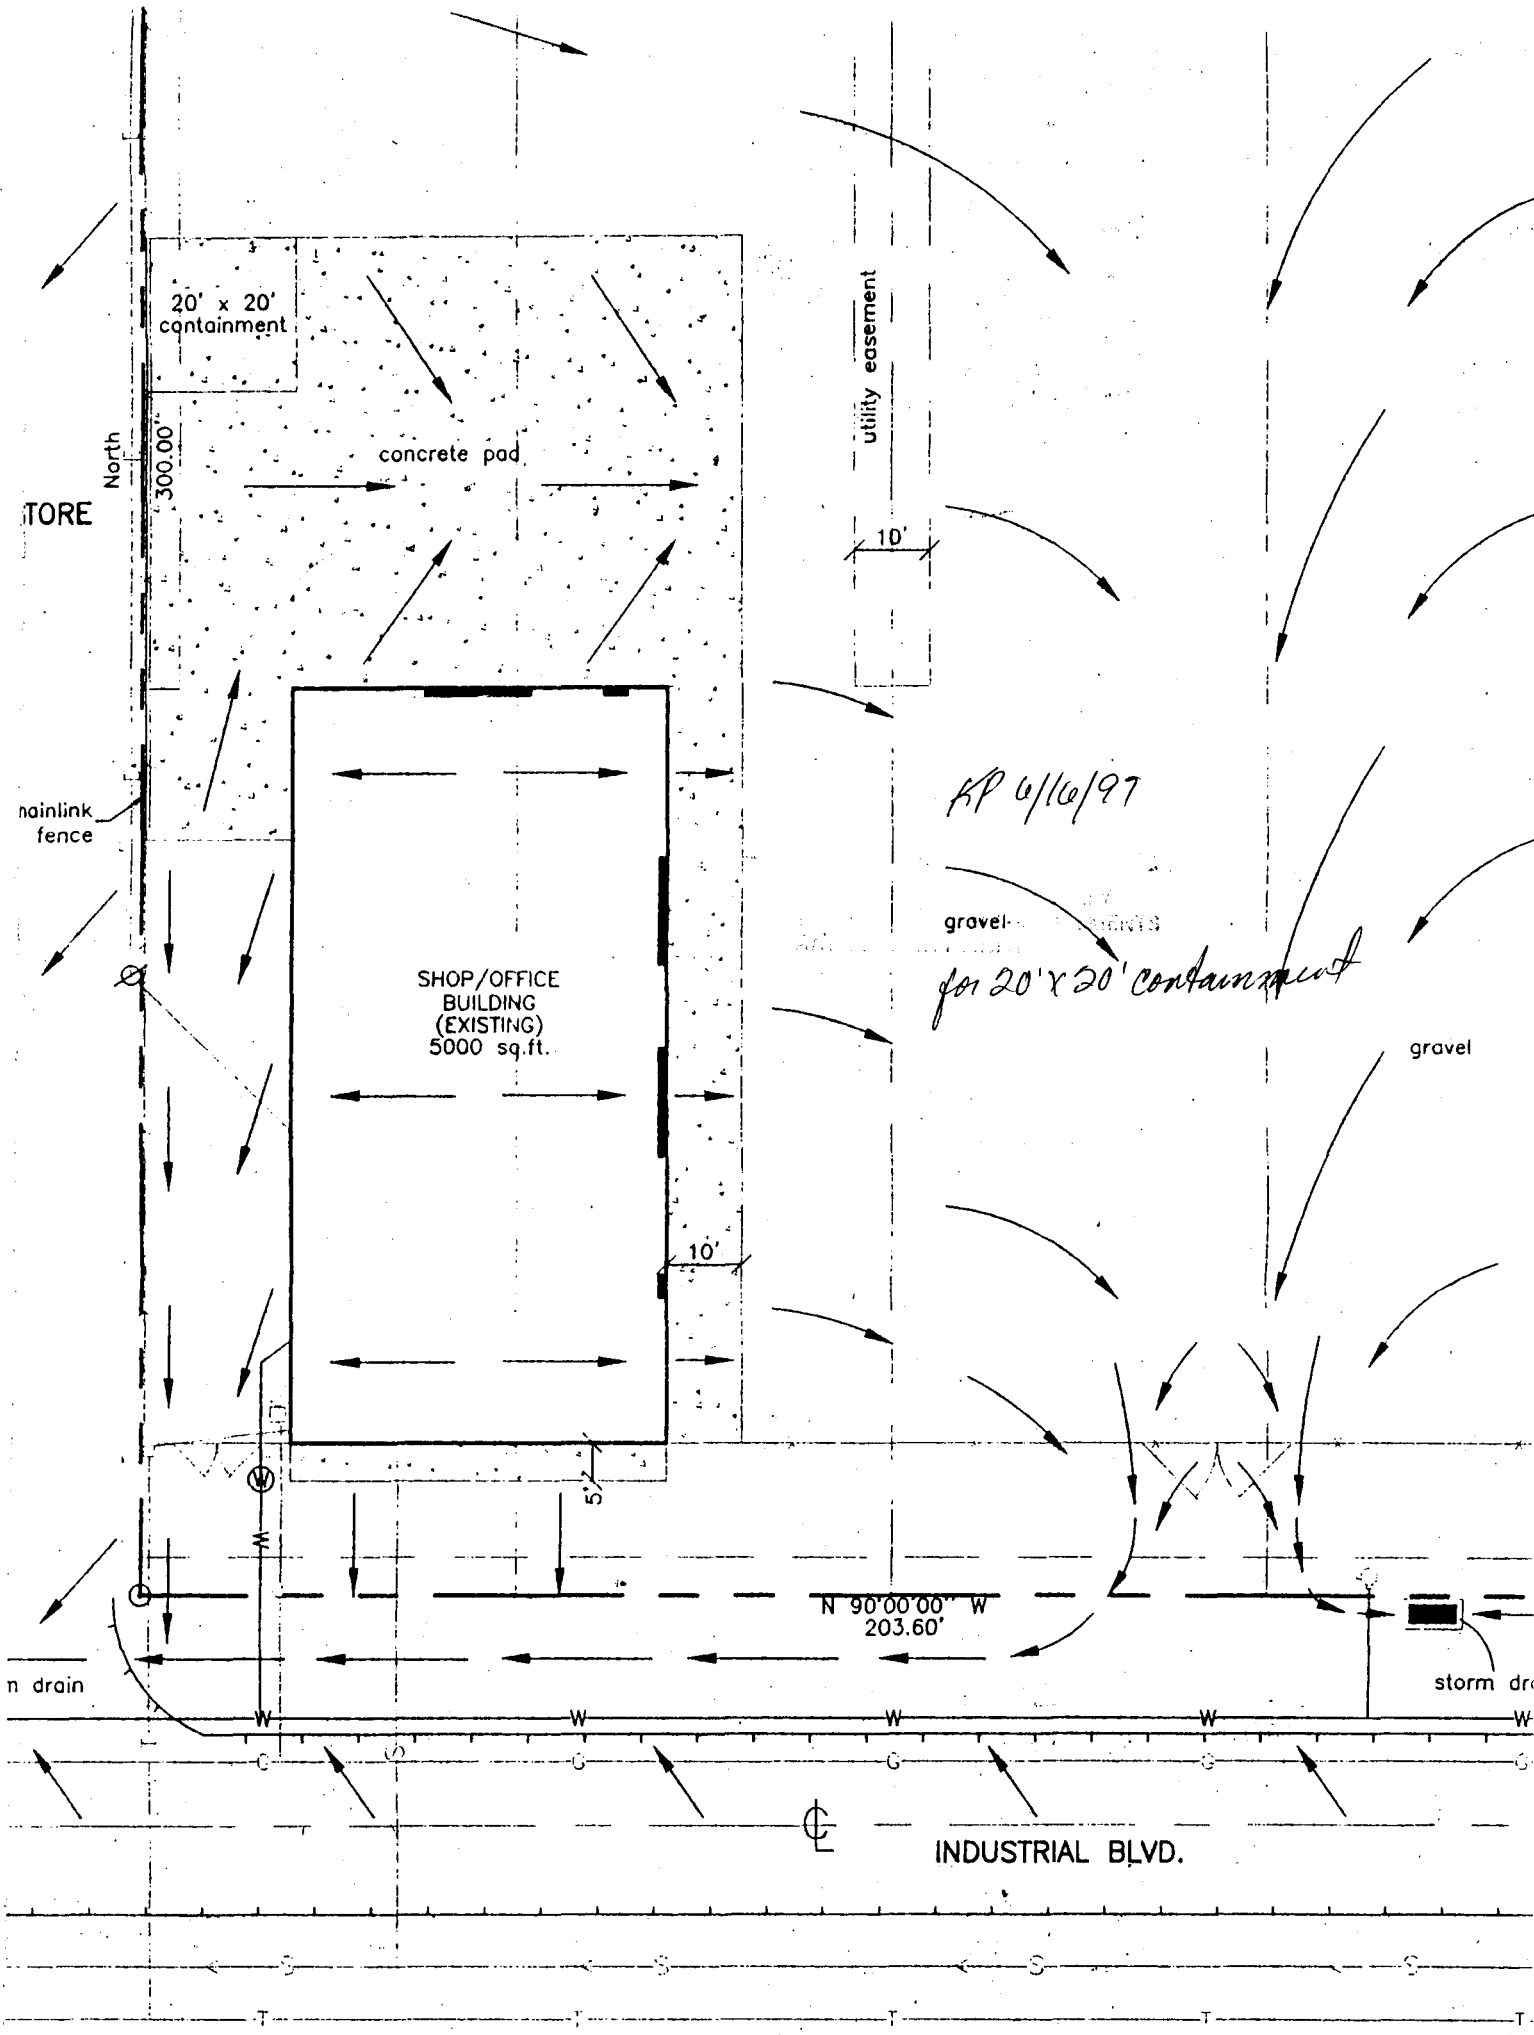 20' x 20'
containment
North
300.00'
concrete pad
TORE
utility easement
10'
hainlink
fence
KP 6/16/97
gravel
for 20' x 20' containment
gravel
SHOP/OFFICE
BUILDING
(EXISTING)
5000 sq.ft.
10'
5'
W
W
N 90°00'00" W
203.60'
m drain
storm dr
W W W W W
G G G G G
S
T
℄
INDUSTRIAL BLVD.
S S S S
T T T T T